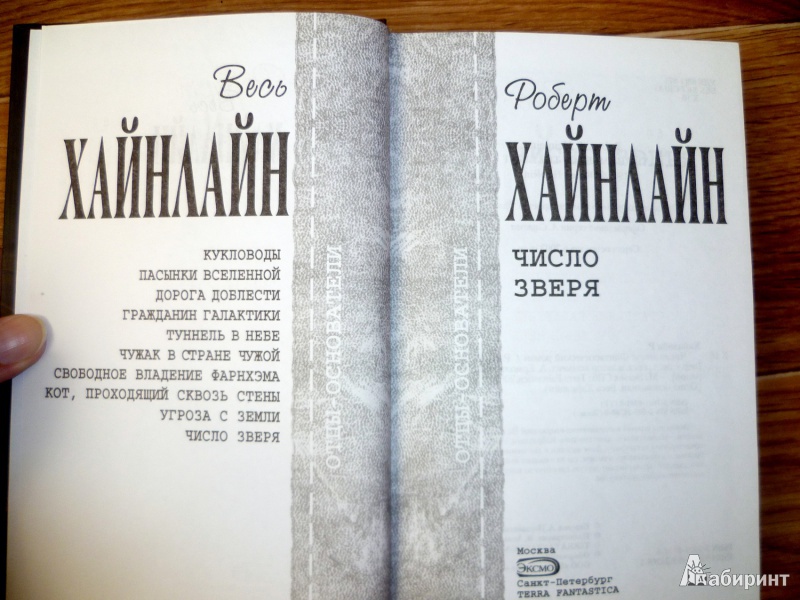 Весь
ХАЙНЛАЙН
КУКЛОВОДЫ
ПАСЫНКИ ВСЕЛЕННОЙ
ДОРОГА ДОБЛЕСТИ
ГРАЖДАНИН ГАЛАКТИКИ
ТУННЕЛЬ В НЕБЕ
ЧУЖАК В СТРАНЕ ЧУЖОЙ
СВОБОДНОЕ ВЛАДЕНИЕ ФАРНХЭМА
КОТ, ПРОХОДЯЩИЙ СКВОЗЬ СТЕНЫ
УГРОЗА С ЗЕМЛИ
ЧИСЛО ЗВЕРЯ
ОТЦЫ-ОСНОВАТЕЛИ
ОТЦЫ-ОСНОВАТЕЛИ
Роберт
ХАЙНЛАЙН
ЧИСЛО
ЗВЕРЯ
Москва
ЭКСМО
Санкт-Петербург
TERRA FANTASTICA
Лабиринт